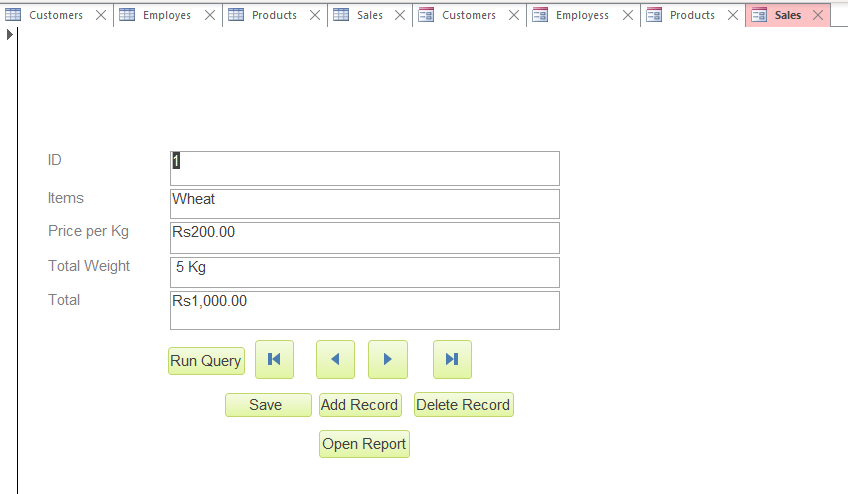 Customers Employes Products Sales Customers Employess Products Sales
ID 1
Items Wheat
Price per Kg Rs200.00
Total Weight 5 Kg
Total Rs1,000.00
Run Query
Save Add Record Delete Record
Open Report